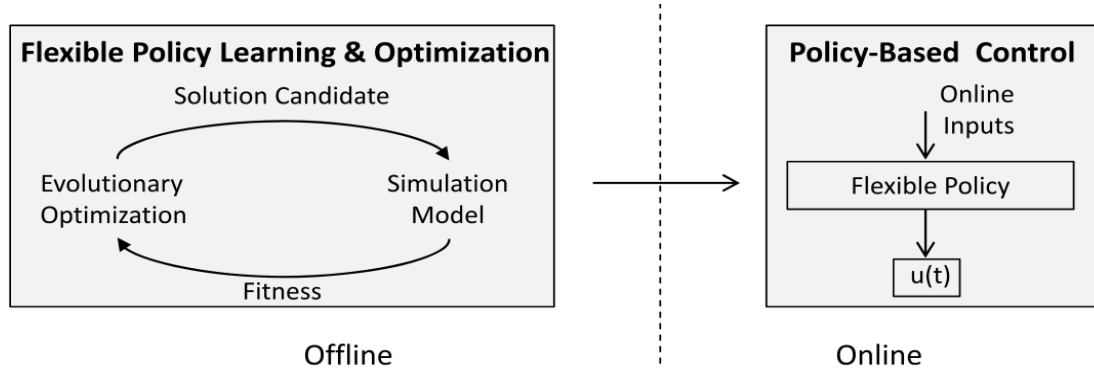 Flexible Policy Learning & Optimization
Solution Candidate
Evolutionary
Optimization
Simulation
Model
Fitness
Offline
Policy-Based Control
Online
Inputs
Flexible Policy
u(t)
Online